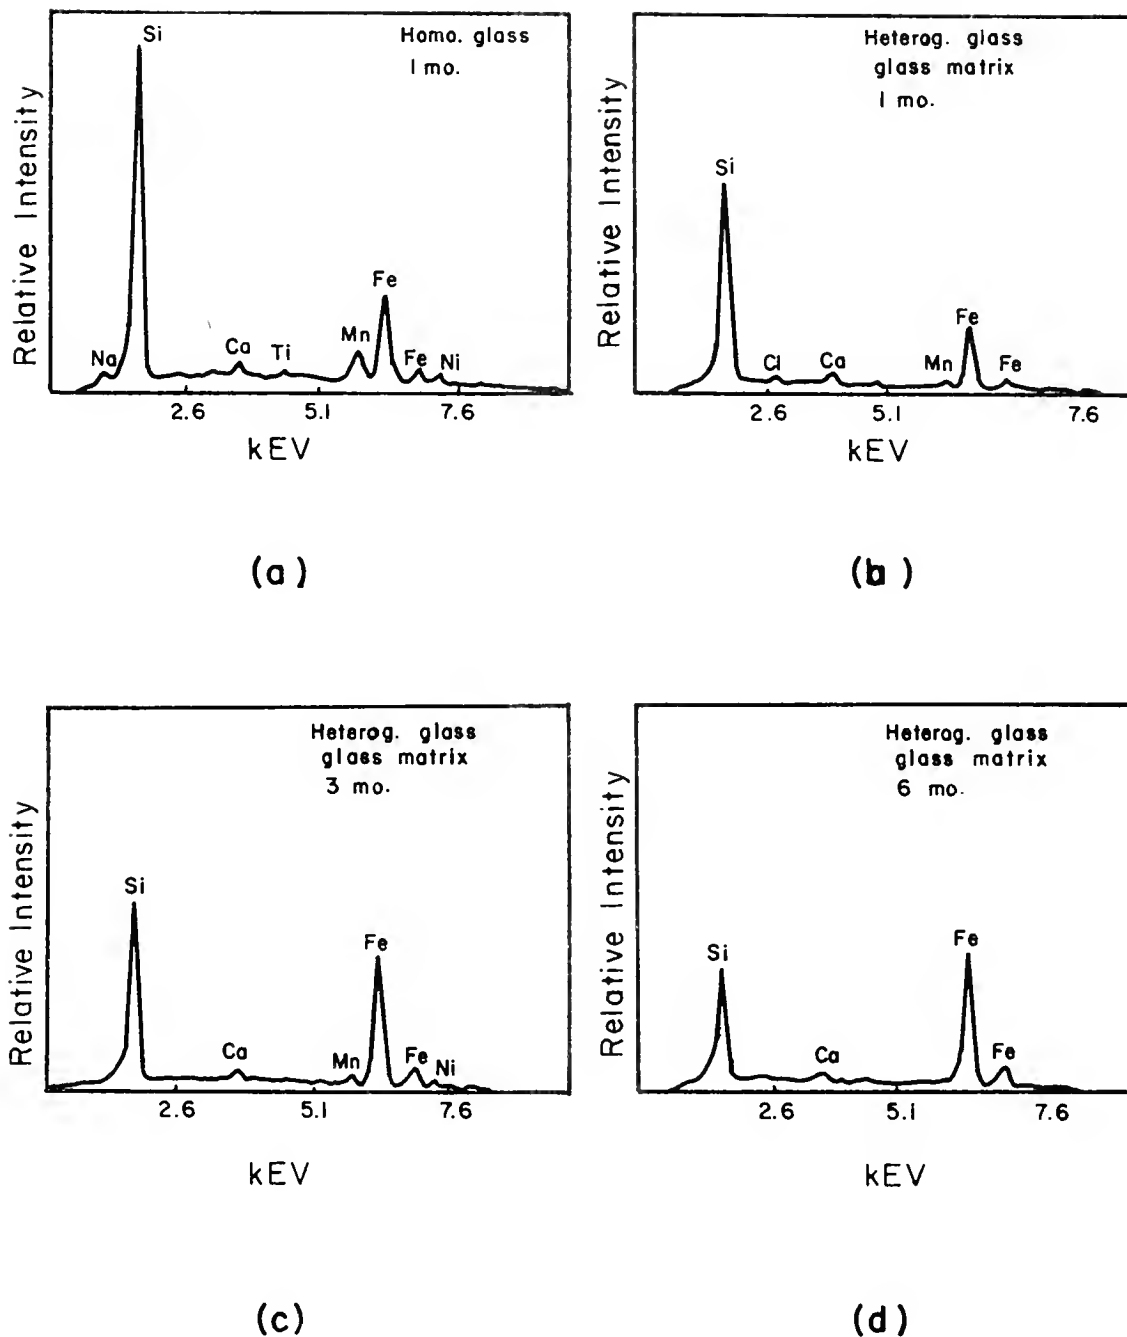 Relative Intensity
Si
Homo. glass
1 mo.
Na
Ca
Ti
Mn
Fe
Fe
Ni
2.6
5.1
7.6
kEV
(a)
Relative Intensity
Heterog. glass
glass matrix
1 mo.
Si
Cl
Ca
Mn
Fe
Fe
2.6
5.1
7.6
kEV
(b)
Relative Intensity
Heterog. glass
glass matrix
3 mo.
Si
Ca
Mn
Fe
Fe
Ni
2.6
5.1
7.6
kEV
(c)
Relative Intensity
Heterog. glass
glass matrix
6 mo.
Si
Ca
Fe
Fe
2.6
5.1
7.6
kEV
(d)